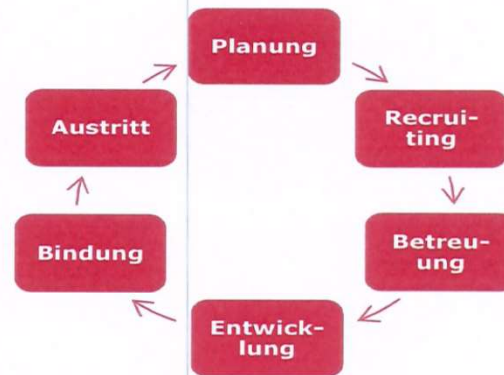 Planung
Recrui-
ting
Betreu-
ung
Entwick-
lung
Bindung
Austritt